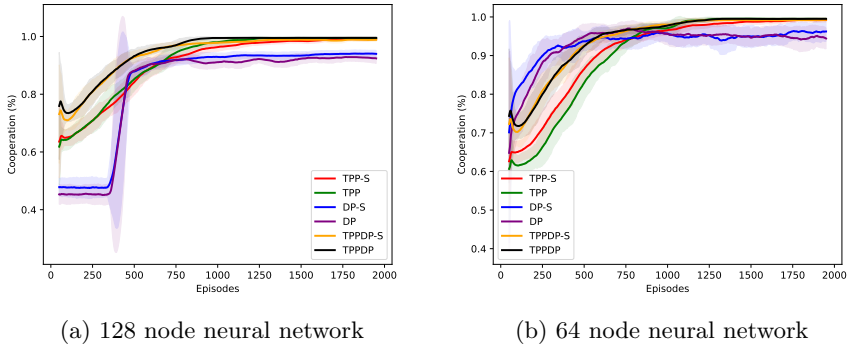 1.0
0.8
0.6
0.4
Cooperation (%)
0 250 500 750 1000 1250 1500 1750 2000
Episodes
TPP-S
TPP
DP-S
DP
TPPDP-S
TPPDP
(a) 128 node neural network
1.0
0.9
0.8
0.7
0.6
0.5
0.4
Cooperation (%)
0 250 500 750 1000 1250 1500 1750 2000
Episodes
TPP-S
TPP
DP-S
DP
TPPDP-S
TPPDP
(b) 64 node neural network